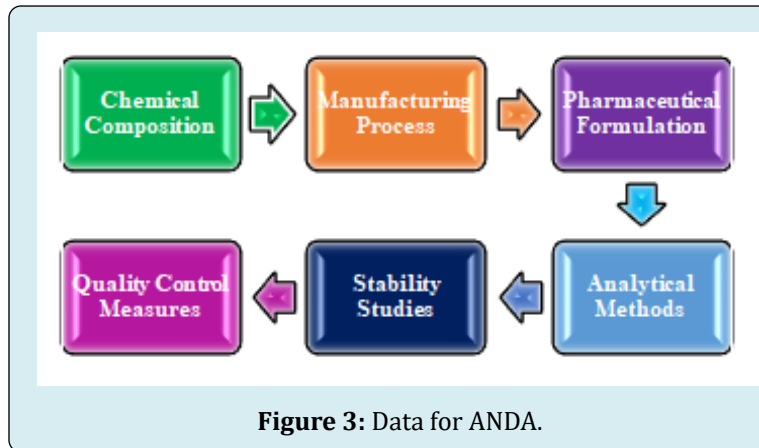 Chemical
Composition
Manufacturing
Process
Pharmaceutical
Formulation
Analytical
Methods
Stability
Studies
Quality Control
Measures
Figure 3: Data for ANDA.